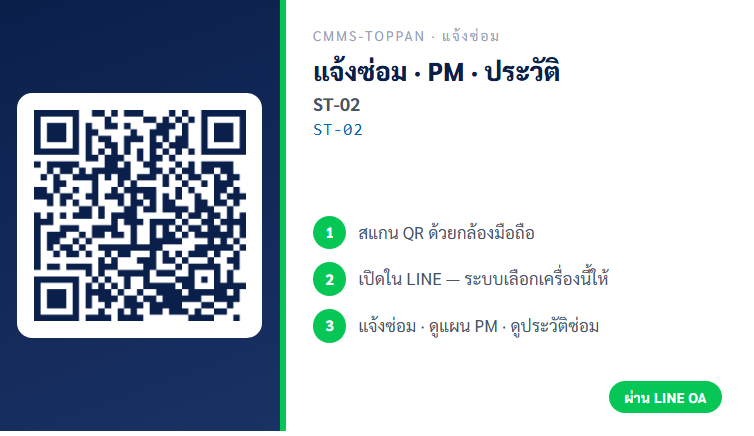 CMMS-TOPPAN · แจ้งซ่อม
แจ้งซ่อม · PM · ประวัติ
ST-02
ST-02
1 สแกน QR ด้วยกล้องมือถือ
2 เปิดใน LINE — ระบบเลือกเครื่องนี้ให้
3 แจ้งซ่อม · ดูแผน PM · ดูประวัติซ่อม
ผ่าน LINE OA